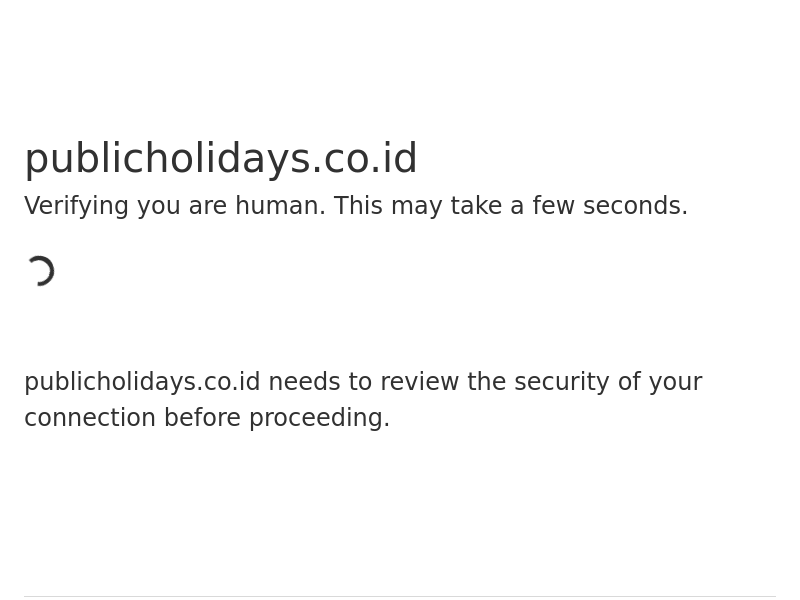 publicholidays.co.id
Verifying you are human. This may take a few seconds.
publicholidays.co.id needs to review the security of your
connection before proceeding.